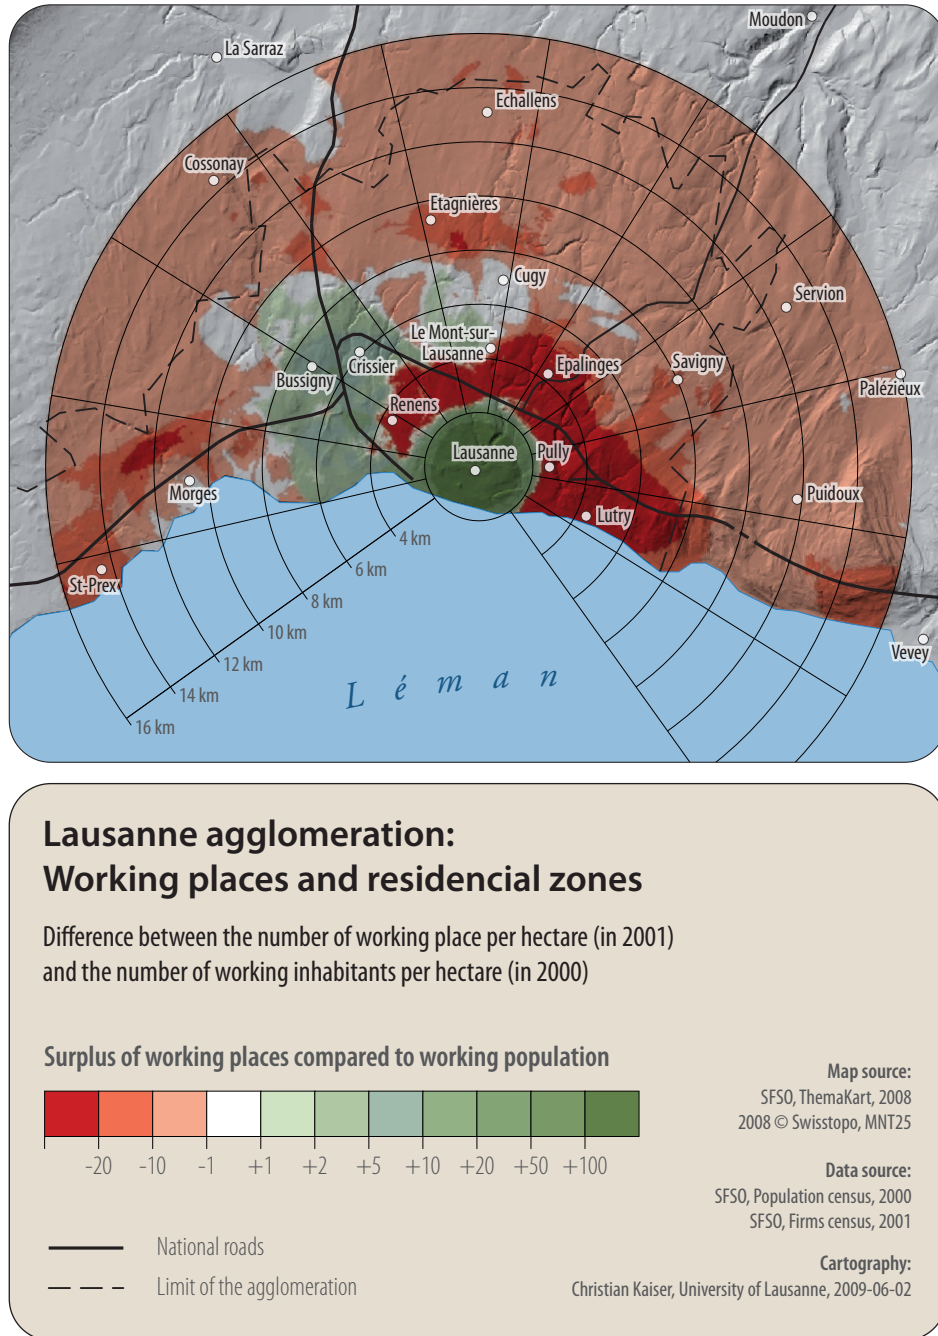 Moudon
La Sarraz
Echallens
Cossonay
Etagnières
Cugy
Servion
Le Mont-sur-
Lausanne
Epalinges
Savigny
Crissier
Bussigny
Palézieux
Renens
Lausanne
Pully
Morges
Puidoux
Lutry
4 km
St-Prex
6 km
8 km
10 km
Vevey
12 km
Léman
14 km
16 km
Lausanne agglomeration:
Working places and residencial zones
Difference between the number of working place per hectare (in 2001)
and the number of working inhabitants per hectare (in 2000)
Surplus of working places compared to working population
-20 -10 -1 +1 +2 +5 +10 +20 +50 +100
National roads
Limit of the agglomeration
Map source:
SFSO, ThemaKart, 2008
2008 © Swisstopo, MNT25
Data source:
SFSO, Population census, 2000
SFSO, Firms census, 2001
Cartography:
Christian Kaiser, University of Lausanne, 2009-06-02